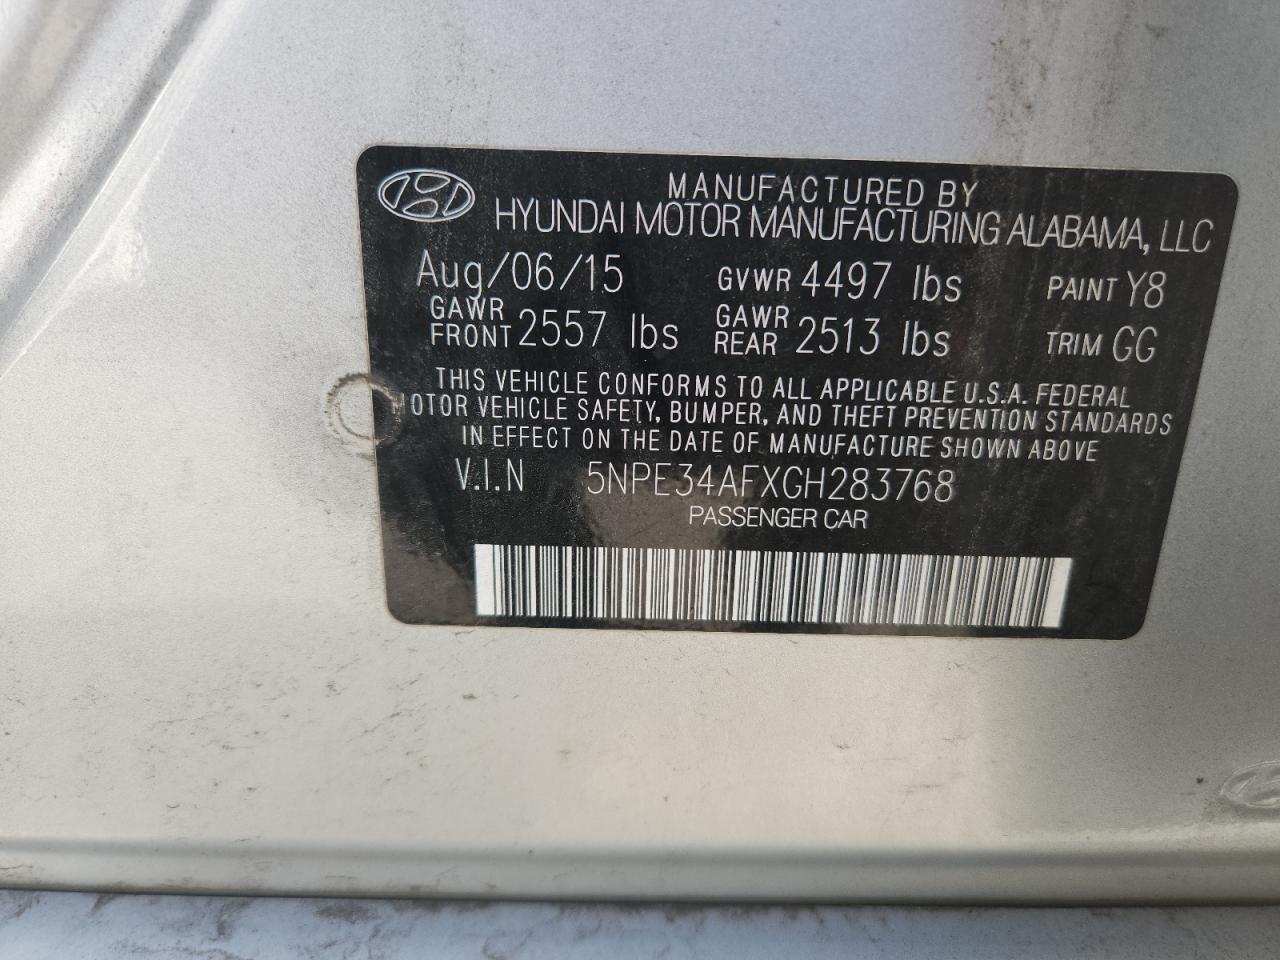 MANUFACTURED BY
HYUNDAI MOTOR MANUFACTURING ALABAMA, LLC
Aug/06/15 GVWR 4497 lbs PAINT Y8
GAWR FRONT 2557 lbs GAWR REAR 2513 lbs TRIM GG
THIS VEHICLE CONFORMS TO ALL APPLICABLE U.S.A. FEDERAL
MOTOR VEHICLE SAFETY, BUMPER, AND THEFT PREVENTION STANDARDS
IN EFFECT ON THE DATE OF MANUFACTURE SHOWN ABOVE
V.I.N 5NPE34AFXGH283768
PASSENGER CAR